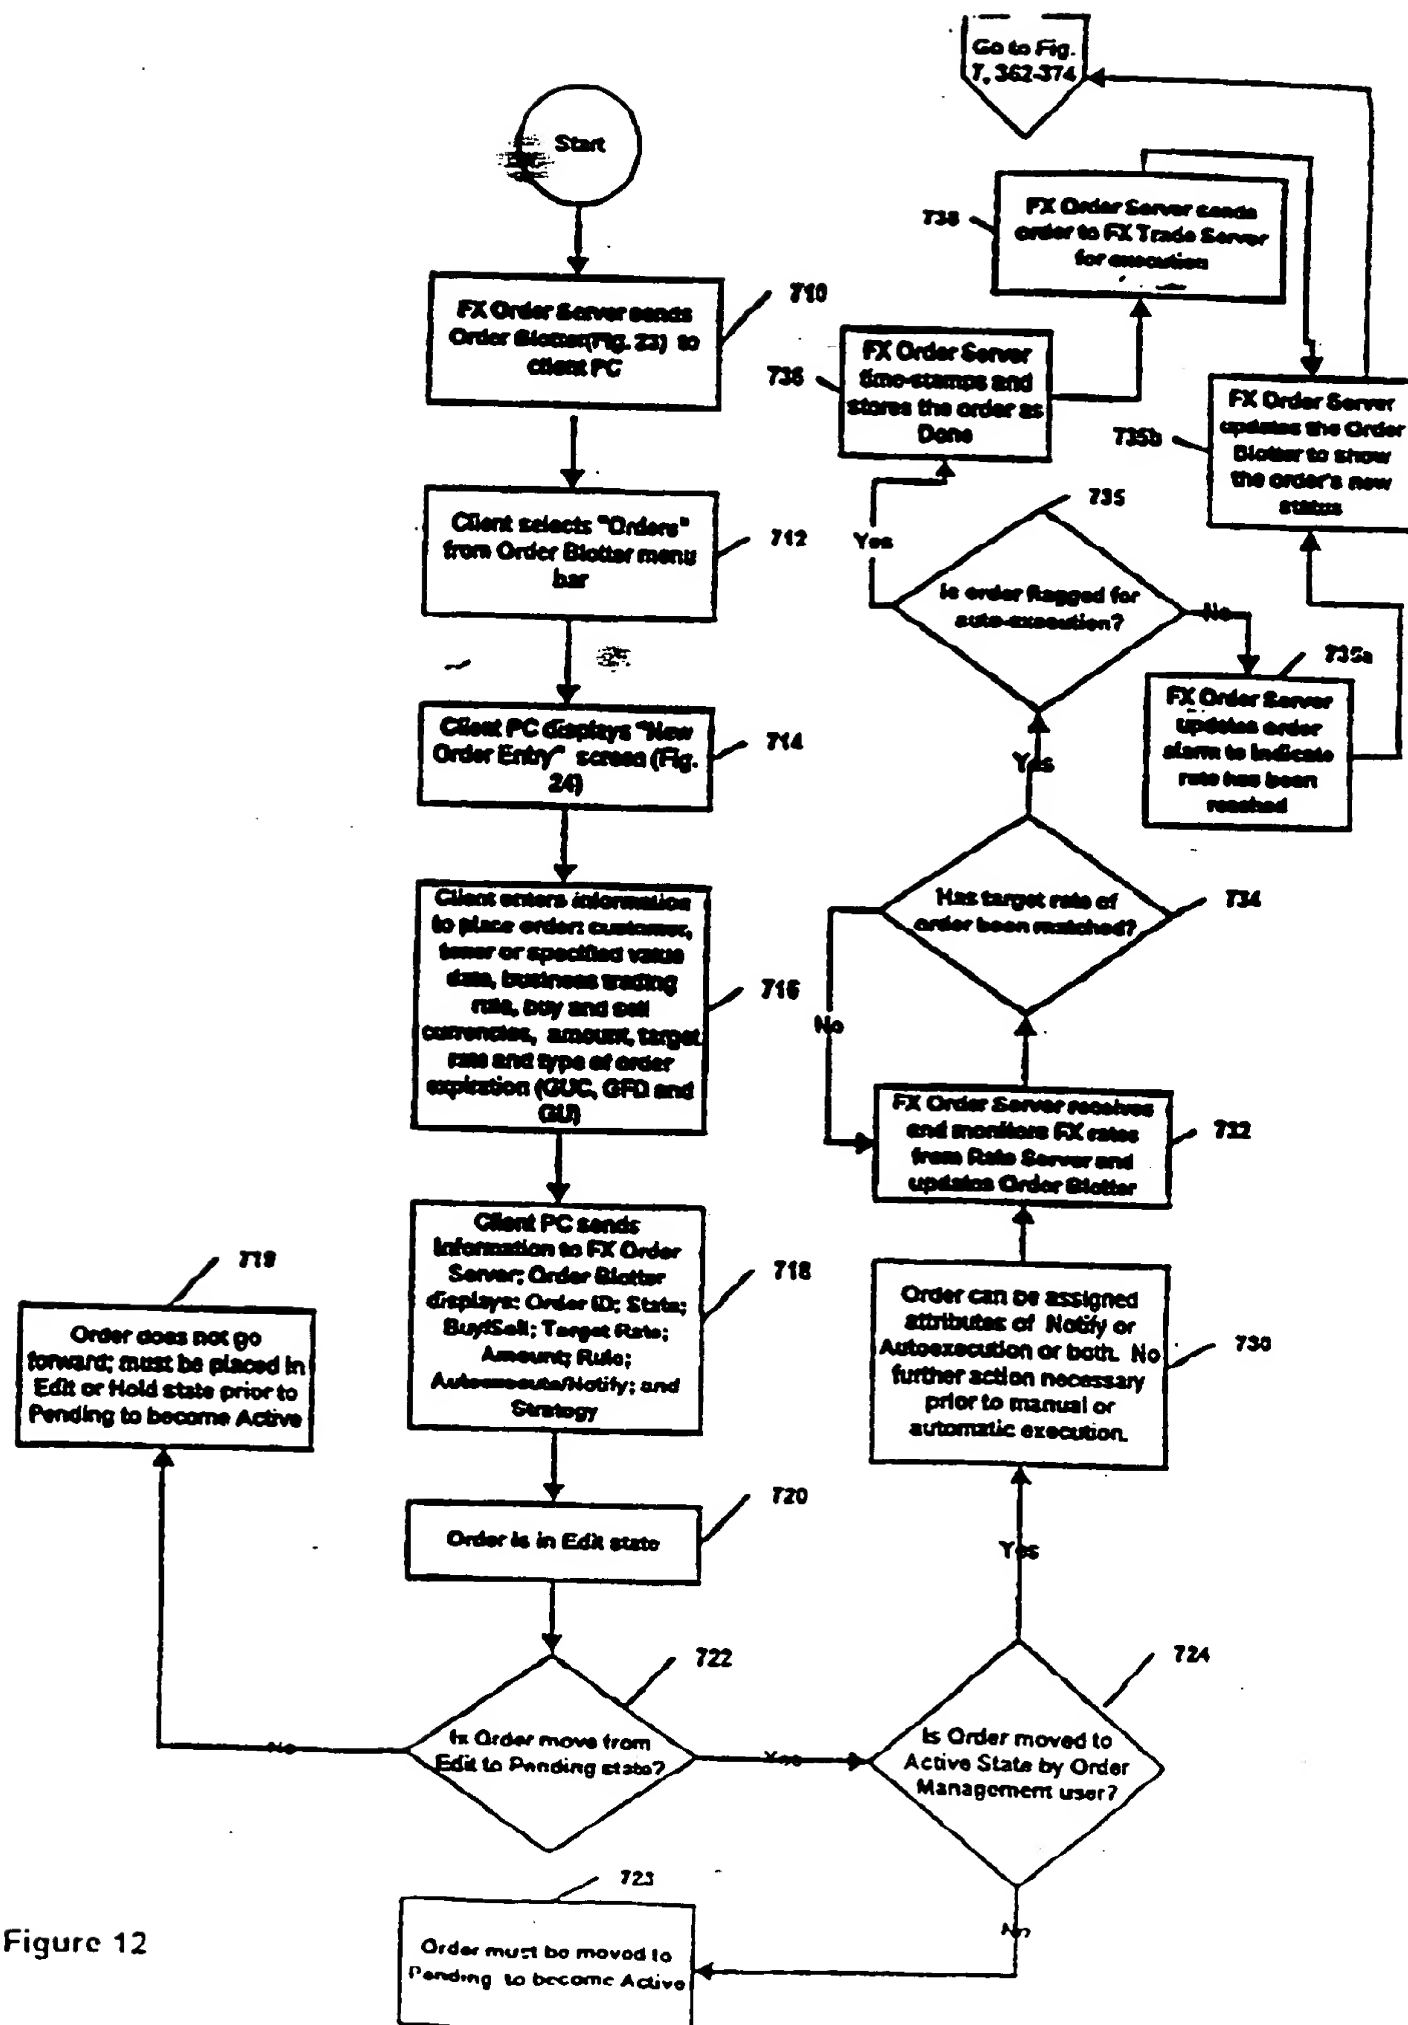 Start
FX Order Server sends
Order Blotter(Fig. 23) to
client PC
710
Client selects "Orders"
from Order Blotter menu
bar
712
Client PC displays "New
Order Entry" screen (Fig.
24)
714
Client enters information
to place order: customer,
tenor or specified value
date, business trading
rule, buy and sell
currencies, amount, target
rate and type of order
expiration (GUC, GFD and
GU)
716
Client PC sends
Information to FX Order
Server; Order Blotter
displays: Order ID; State;
Buy/Sell; Target Rate;
Amount; Rule;
Autoexecute/Notify; and
Strategy
718
719
Order does not go
forward; must be placed in
Edit or Hold state prior to
Pending to become Active
Order is in Edit state
720
Is Order move from
Edit to Pending state?
722
No
Yes
Is Order moved to
Active State by Order
Management user?
724
No
723
Order must be moved to
Pending to become Active
Yes
Order can be assigned
attributes of Notify or
Autoexecution or both. No
further action necessary
prior to manual or
automatic execution.
730
FX Order Server receives
and monitors FX rates
from Rate Server and
updates Order Blotter
732
Has target rate of
order been matched?
734
No
Yes
Is order flagged for
auto-execution?
735
Yes
No
735a
FX Order Server
updates order
alarm to Indicate
rate has been
reached
735b
FX Order Server
updates the Order
Blotter to show
the order's new
status
736
FX Order Server
time-stamps and
stores the order as
Done
738
FX Order Server sends
order to FX Trade Server
for execution
Go to Fig.
7, 362-374
Figure 12